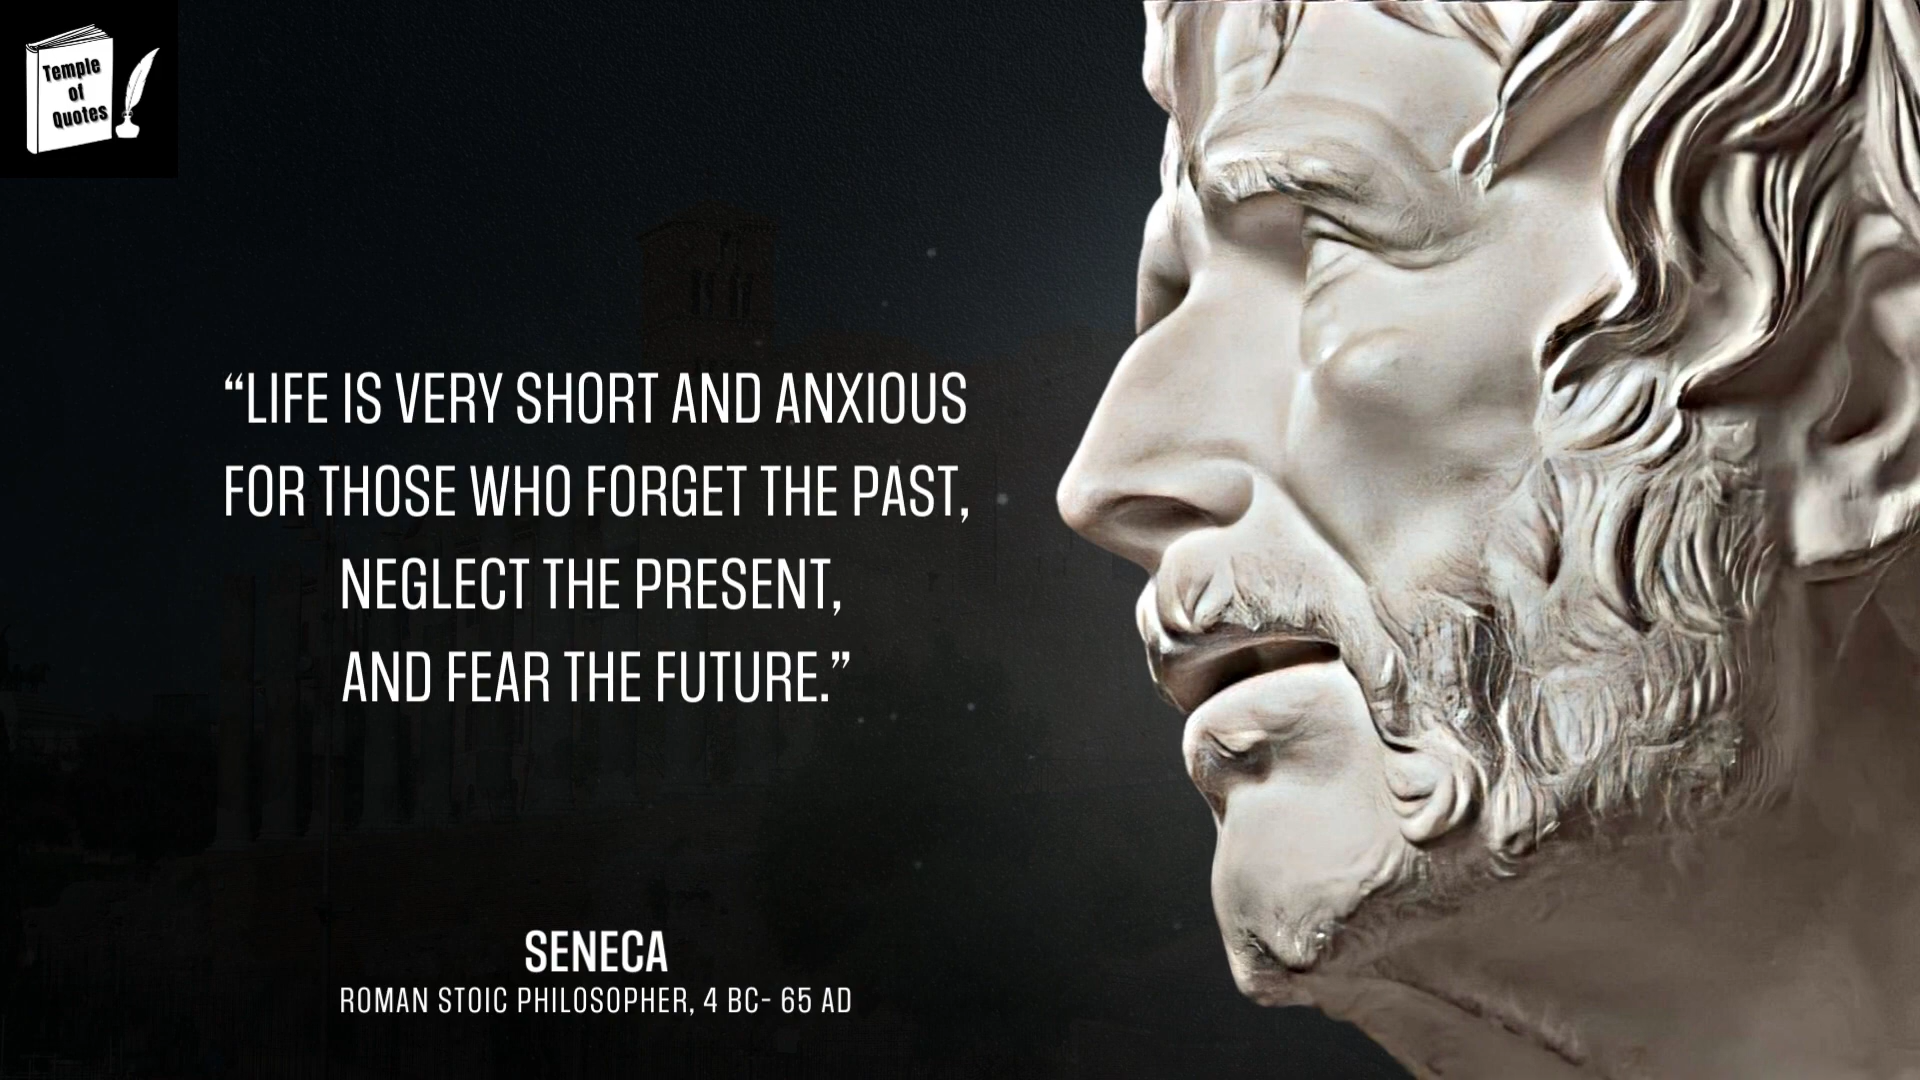 Temple
of
Quotes
“LIFE IS VERY SHORT AND ANXIOUS
FOR THOSE WHO FORGET THE PAST,
NEGLECT THE PRESENT,
AND FEAR THE FUTURE.”
SENECA
ROMAN STOIC PHILOSOPHER, 4 BC- 65 AD